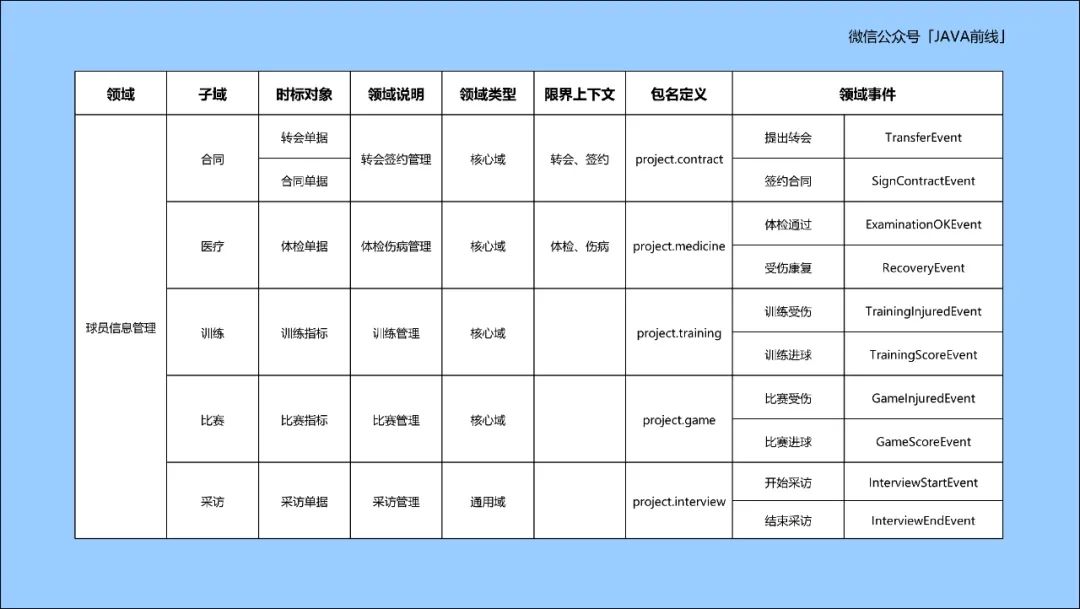 微信公众号「JAVA前线」
领域 子域 时标对象 领域说明 领域类型 限界上下文 包名定义 领域事件
球员信息管理
合同 转会单据 转会签约管理 核心域 转会、签约 project.contract 提出转会 TransferEvent
合同单据 签约合同 SignContractEvent
医疗 体检单据 体检伤病管理 核心域 体检、伤病 project.medicine 体检通过 ExaminationOKEvent
受伤康复 RecoveryEvent
训练 训练指标 训练管理 核心域 project.training 训练受伤 TrainingInjuredEvent
训练进球 TrainingScoreEvent
比赛 比赛指标 比赛管理 核心域 project.game 比赛受伤 GameInjuredEvent
比赛进球 GameScoreEvent
采访 采访单据 采访管理 通用域 project.interview 开始采访 InterviewStartEvent
结束采访 InterviewEndEvent